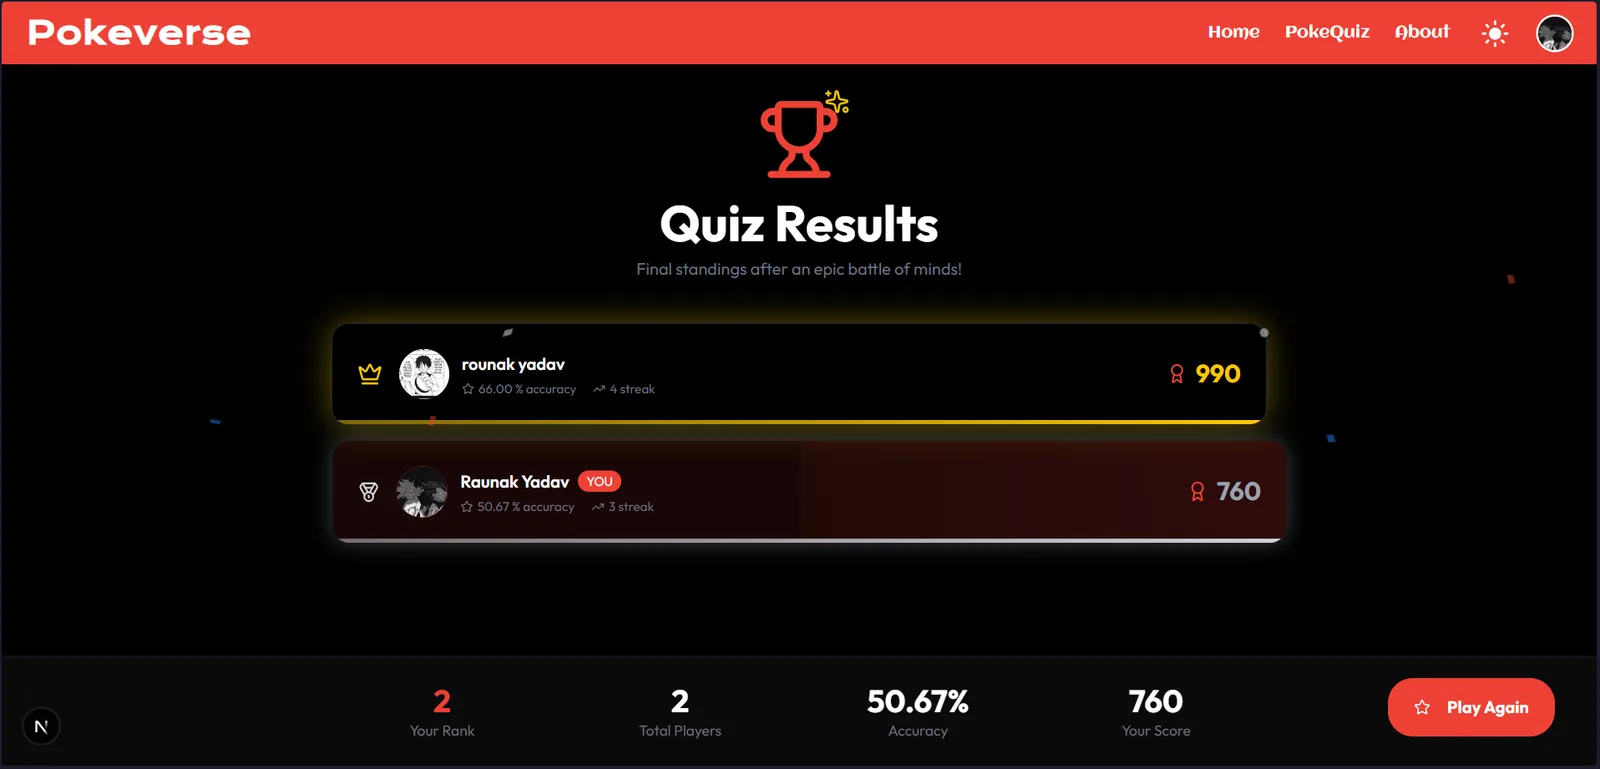 Pokeverse
Home PokeQuiz About
Quiz Results
Final standings after an epic battle of minds!
rounak yadav
66.00 % accuracy 4 streak
990
Raunak Yadav YOU
50.67 % accuracy 3 streak
760
2
Your Rank
2
Total Players
50.67%
Accuracy
760
Your Score
Play Again
N